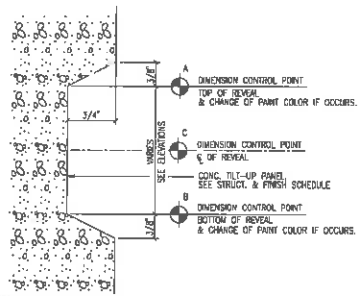 3/8"
A
DIMENSION CONTROL POINT
TOP OF REVEAL
& CHANGE OF PAINT COLOR IF OCCURS.
3/4"
VARIES
SEE ELEVATIONS
C
DIMENSION CONTROL POINT
℄ OF REVEAL
CONC. TILT-UP PANEL,
SEE STRUCT. & FINISH SCHEDULE
B
DIMENSION CONTROL POINT
BOTTOM OF REVEAL
& CHANGE OF PAINT COLOR IF OCCURS.
3/8"